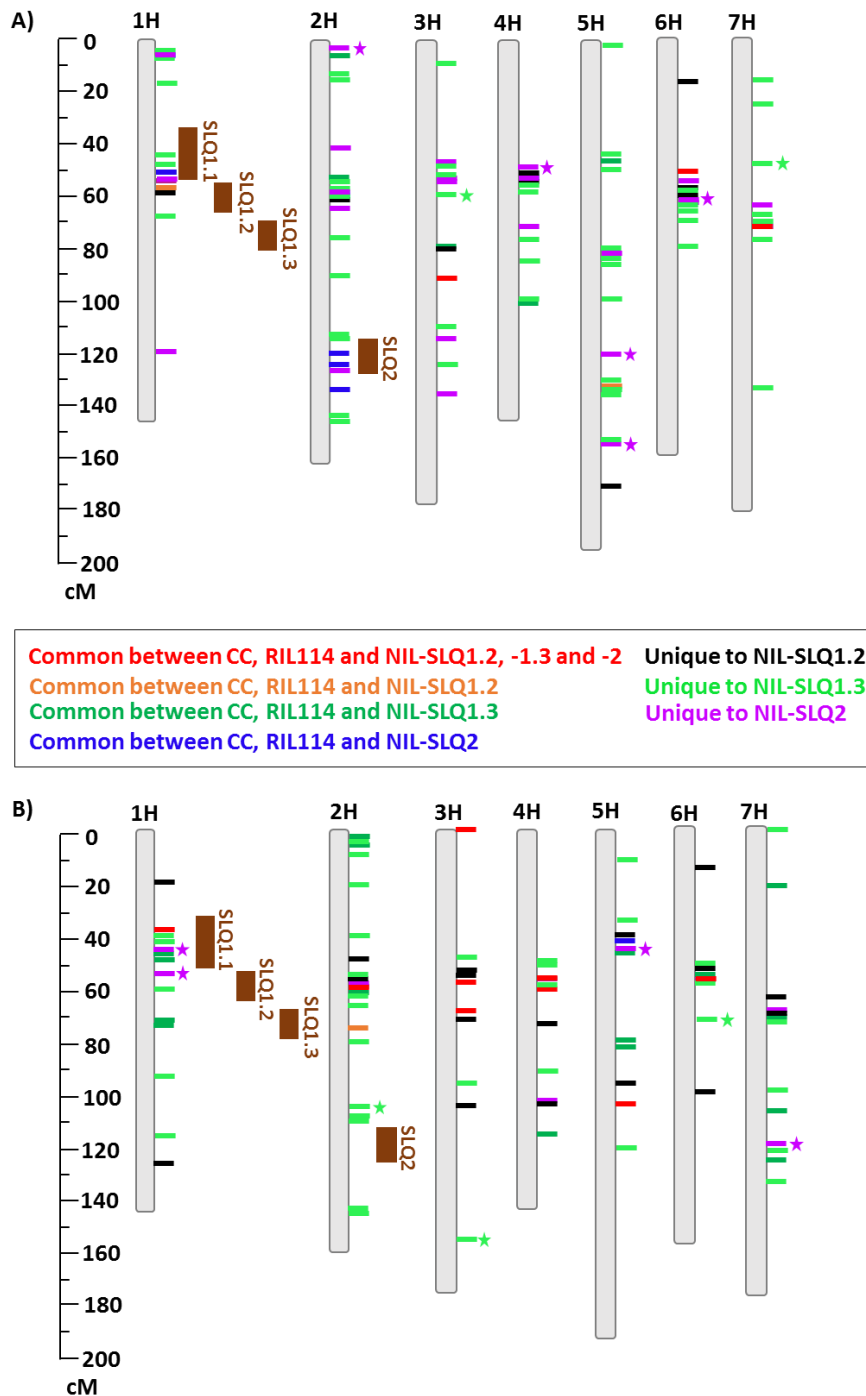 A)
1H 2H 3H 4H 5H 6H 7H
0
20
40
60
80
100
120
140
160
180
200
cM
SLQ1.1
SLQ1.2
SLQ1.3
SLQ2
Common between CC, RIL114 and NIL-SLQ1.2, -1.3 and -2
Common between CC, RIL114 and NIL-SLQ1.2
Common between CC, RIL114 and NIL-SLQ1.3
Common between CC, RIL114 and NIL-SLQ2
Unique to NIL-SLQ1.2
Unique to NIL-SLQ1.3
Unique to NIL-SLQ2
B)
1H 2H 3H 4H 5H 6H 7H
0
20
40
60
80
100
120
140
160
180
200
cM
SLQ1.1
SLQ1.2
SLQ1.3
SLQ2